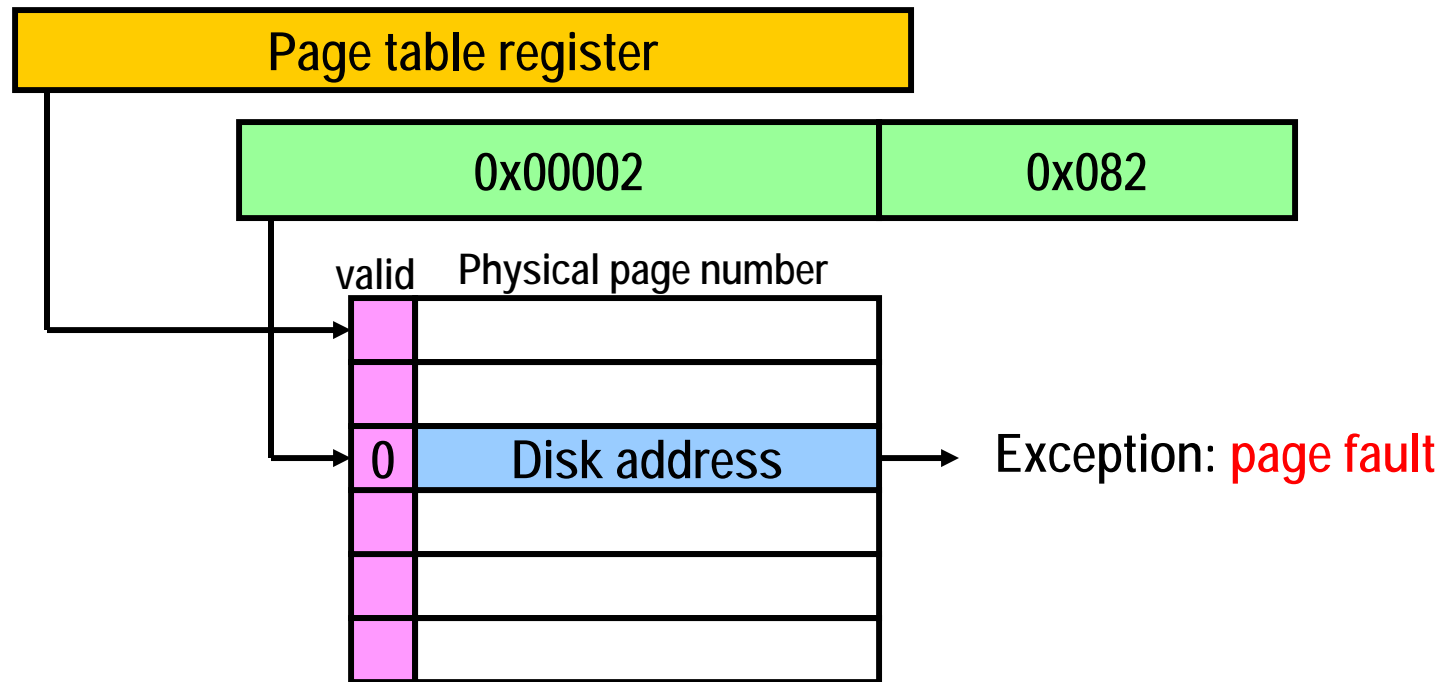 Page table register
0x00002 0x082
valid Physical page number
0 Disk address Exception: page fault